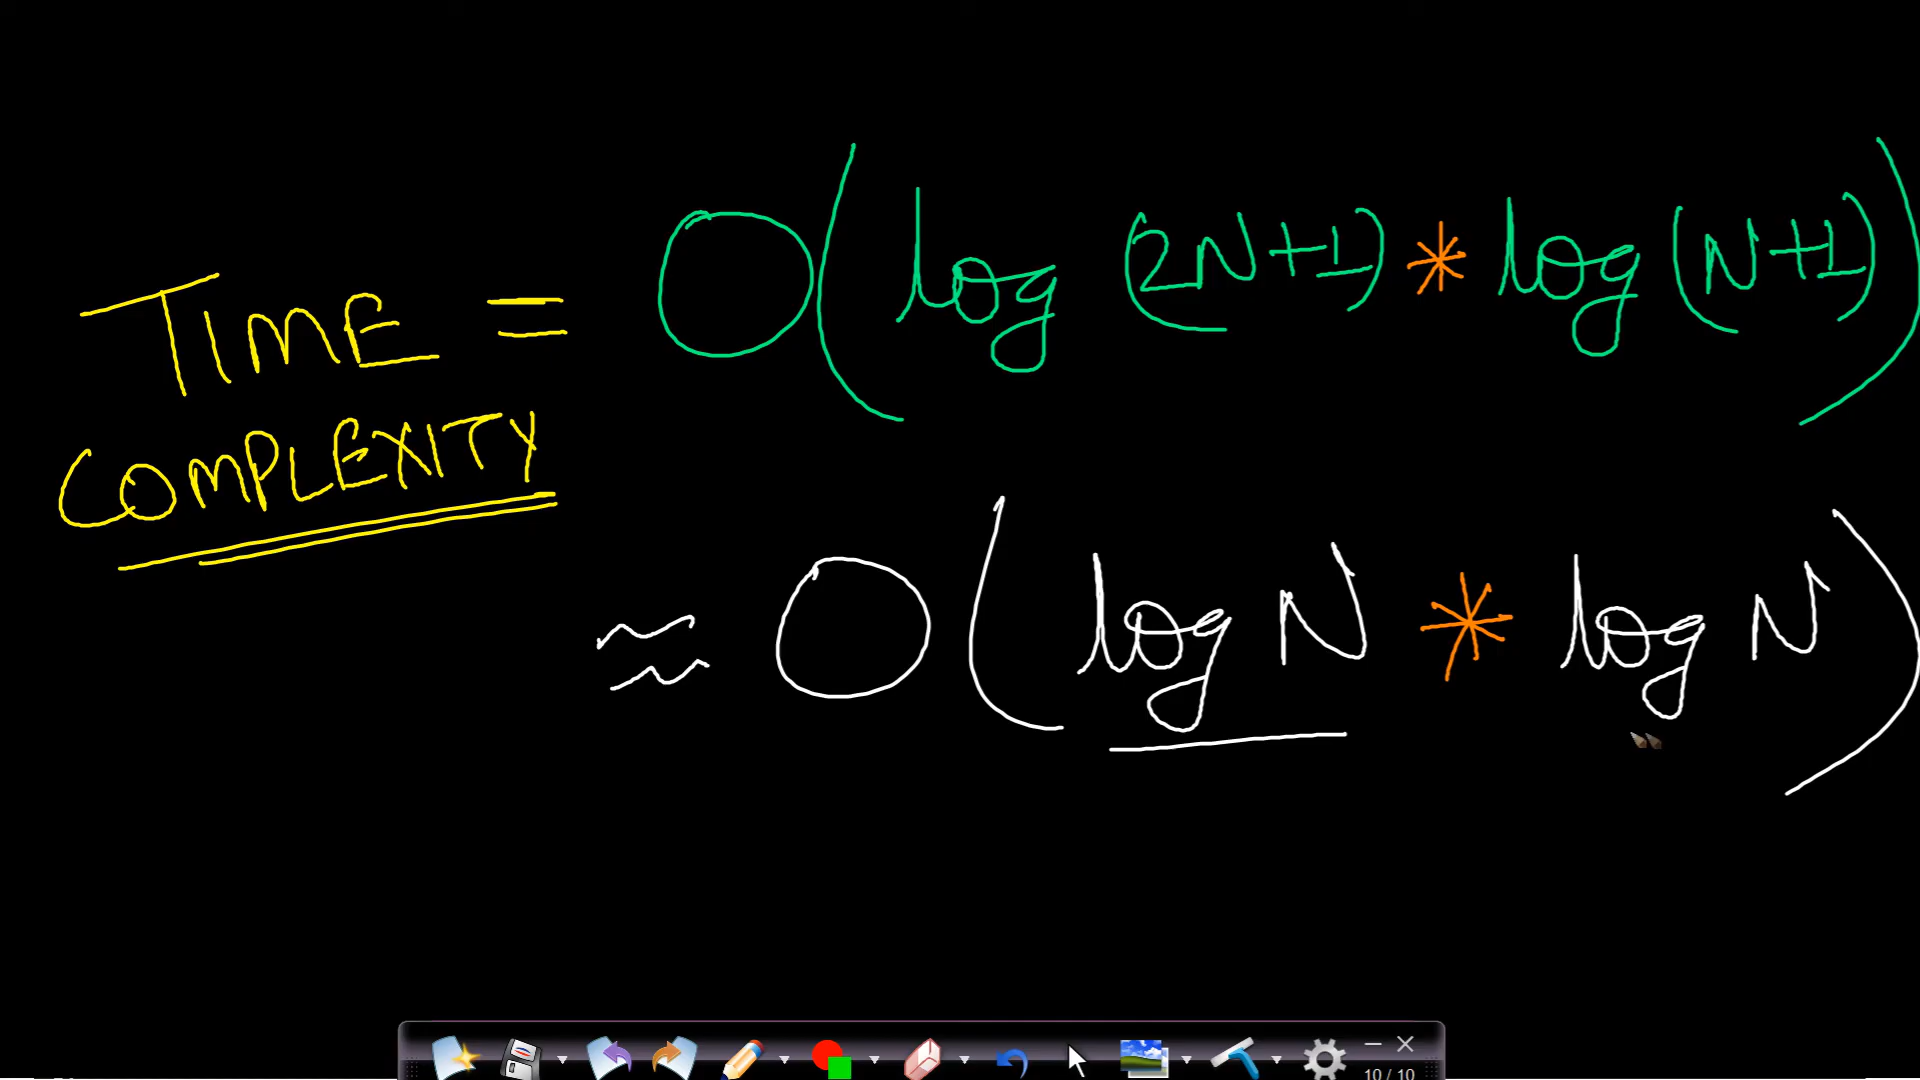 TIME = O(log (2N+1) * log (N+1))
COMPLEXITY
≈ O(log N * log N)
10 / 10